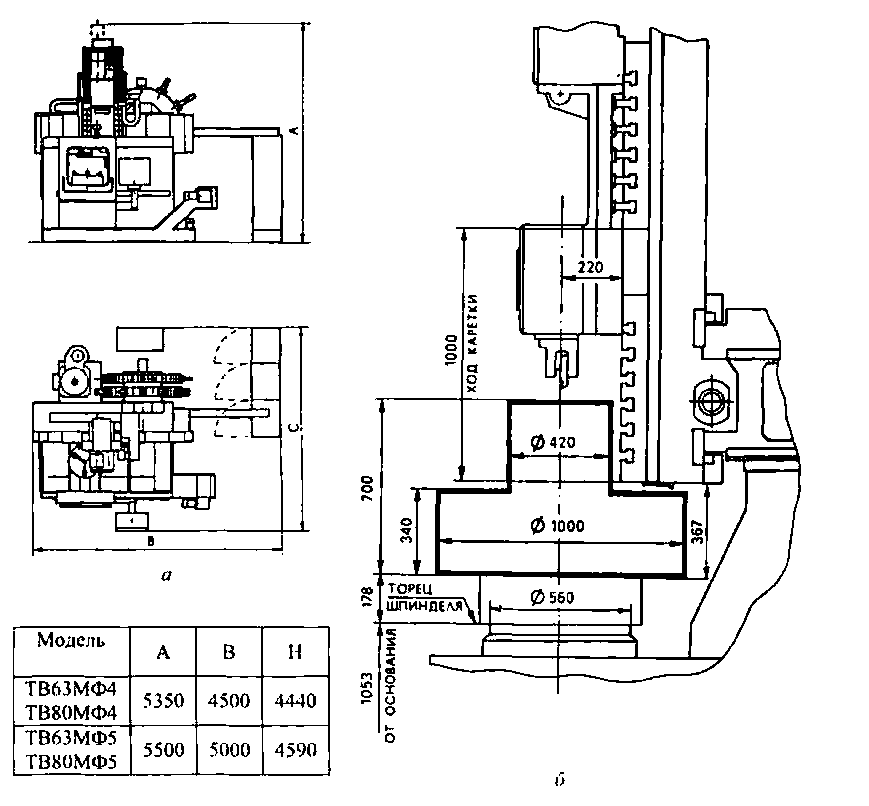 A
C
B
а
Модель A B H
ТВ63МФ4
ТВ80МФ4
5350 4500 4440
ТВ63МФ5
ТВ80МФ5
5500 5000 4590
220
1000
ХОД КАРЕТКИ
Ø 420
700
340
Ø 1000
367
178
ТОРЕЦ
ШПИНДЕЛЯ
Ø 560
1053
ОТ ОСНОВАНИЯ
б